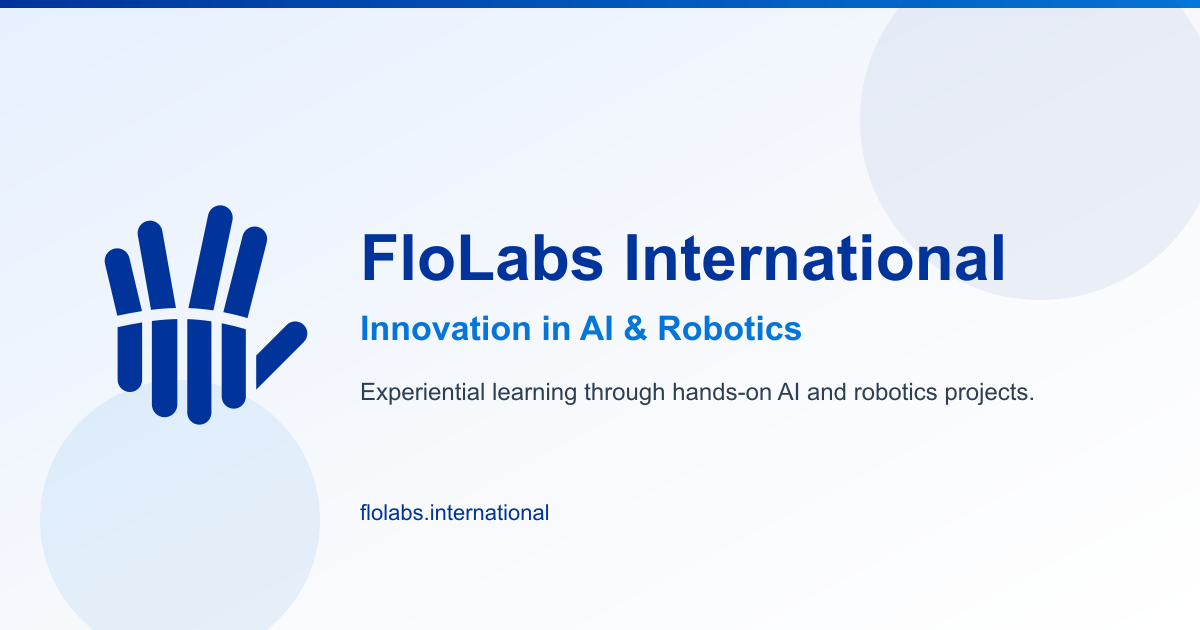 FloLabs International
Innovation in AI & Robotics
Experiential learning through hands-on AI and robotics projects.
flolabs.international